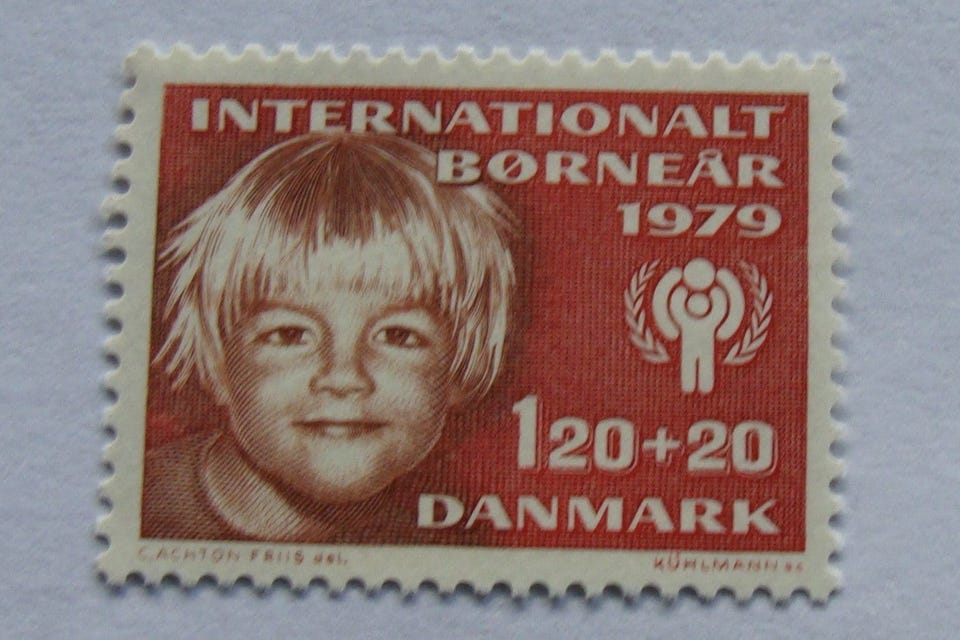 INTERNATIONALT
BØRNEÅR
1979
120+20
DANMARK
C.ACHTON FRIIS del.
KÜHLMANN sc